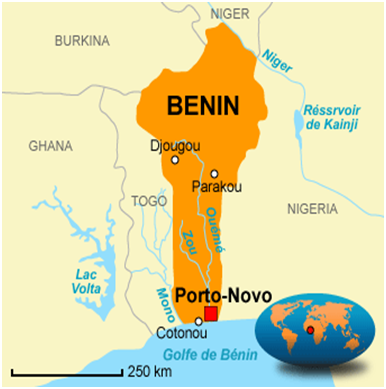 NIGER
BURKINA
Niger
BENIN
Réssrvoir
de Kainji
GHANA
Djougou
Parakou
TOGO
NIGERIA
Ouémé
Zou
Lac
Volta
Mono
Porto-Novo
Cotonou
Golfe de Bénin
250 km